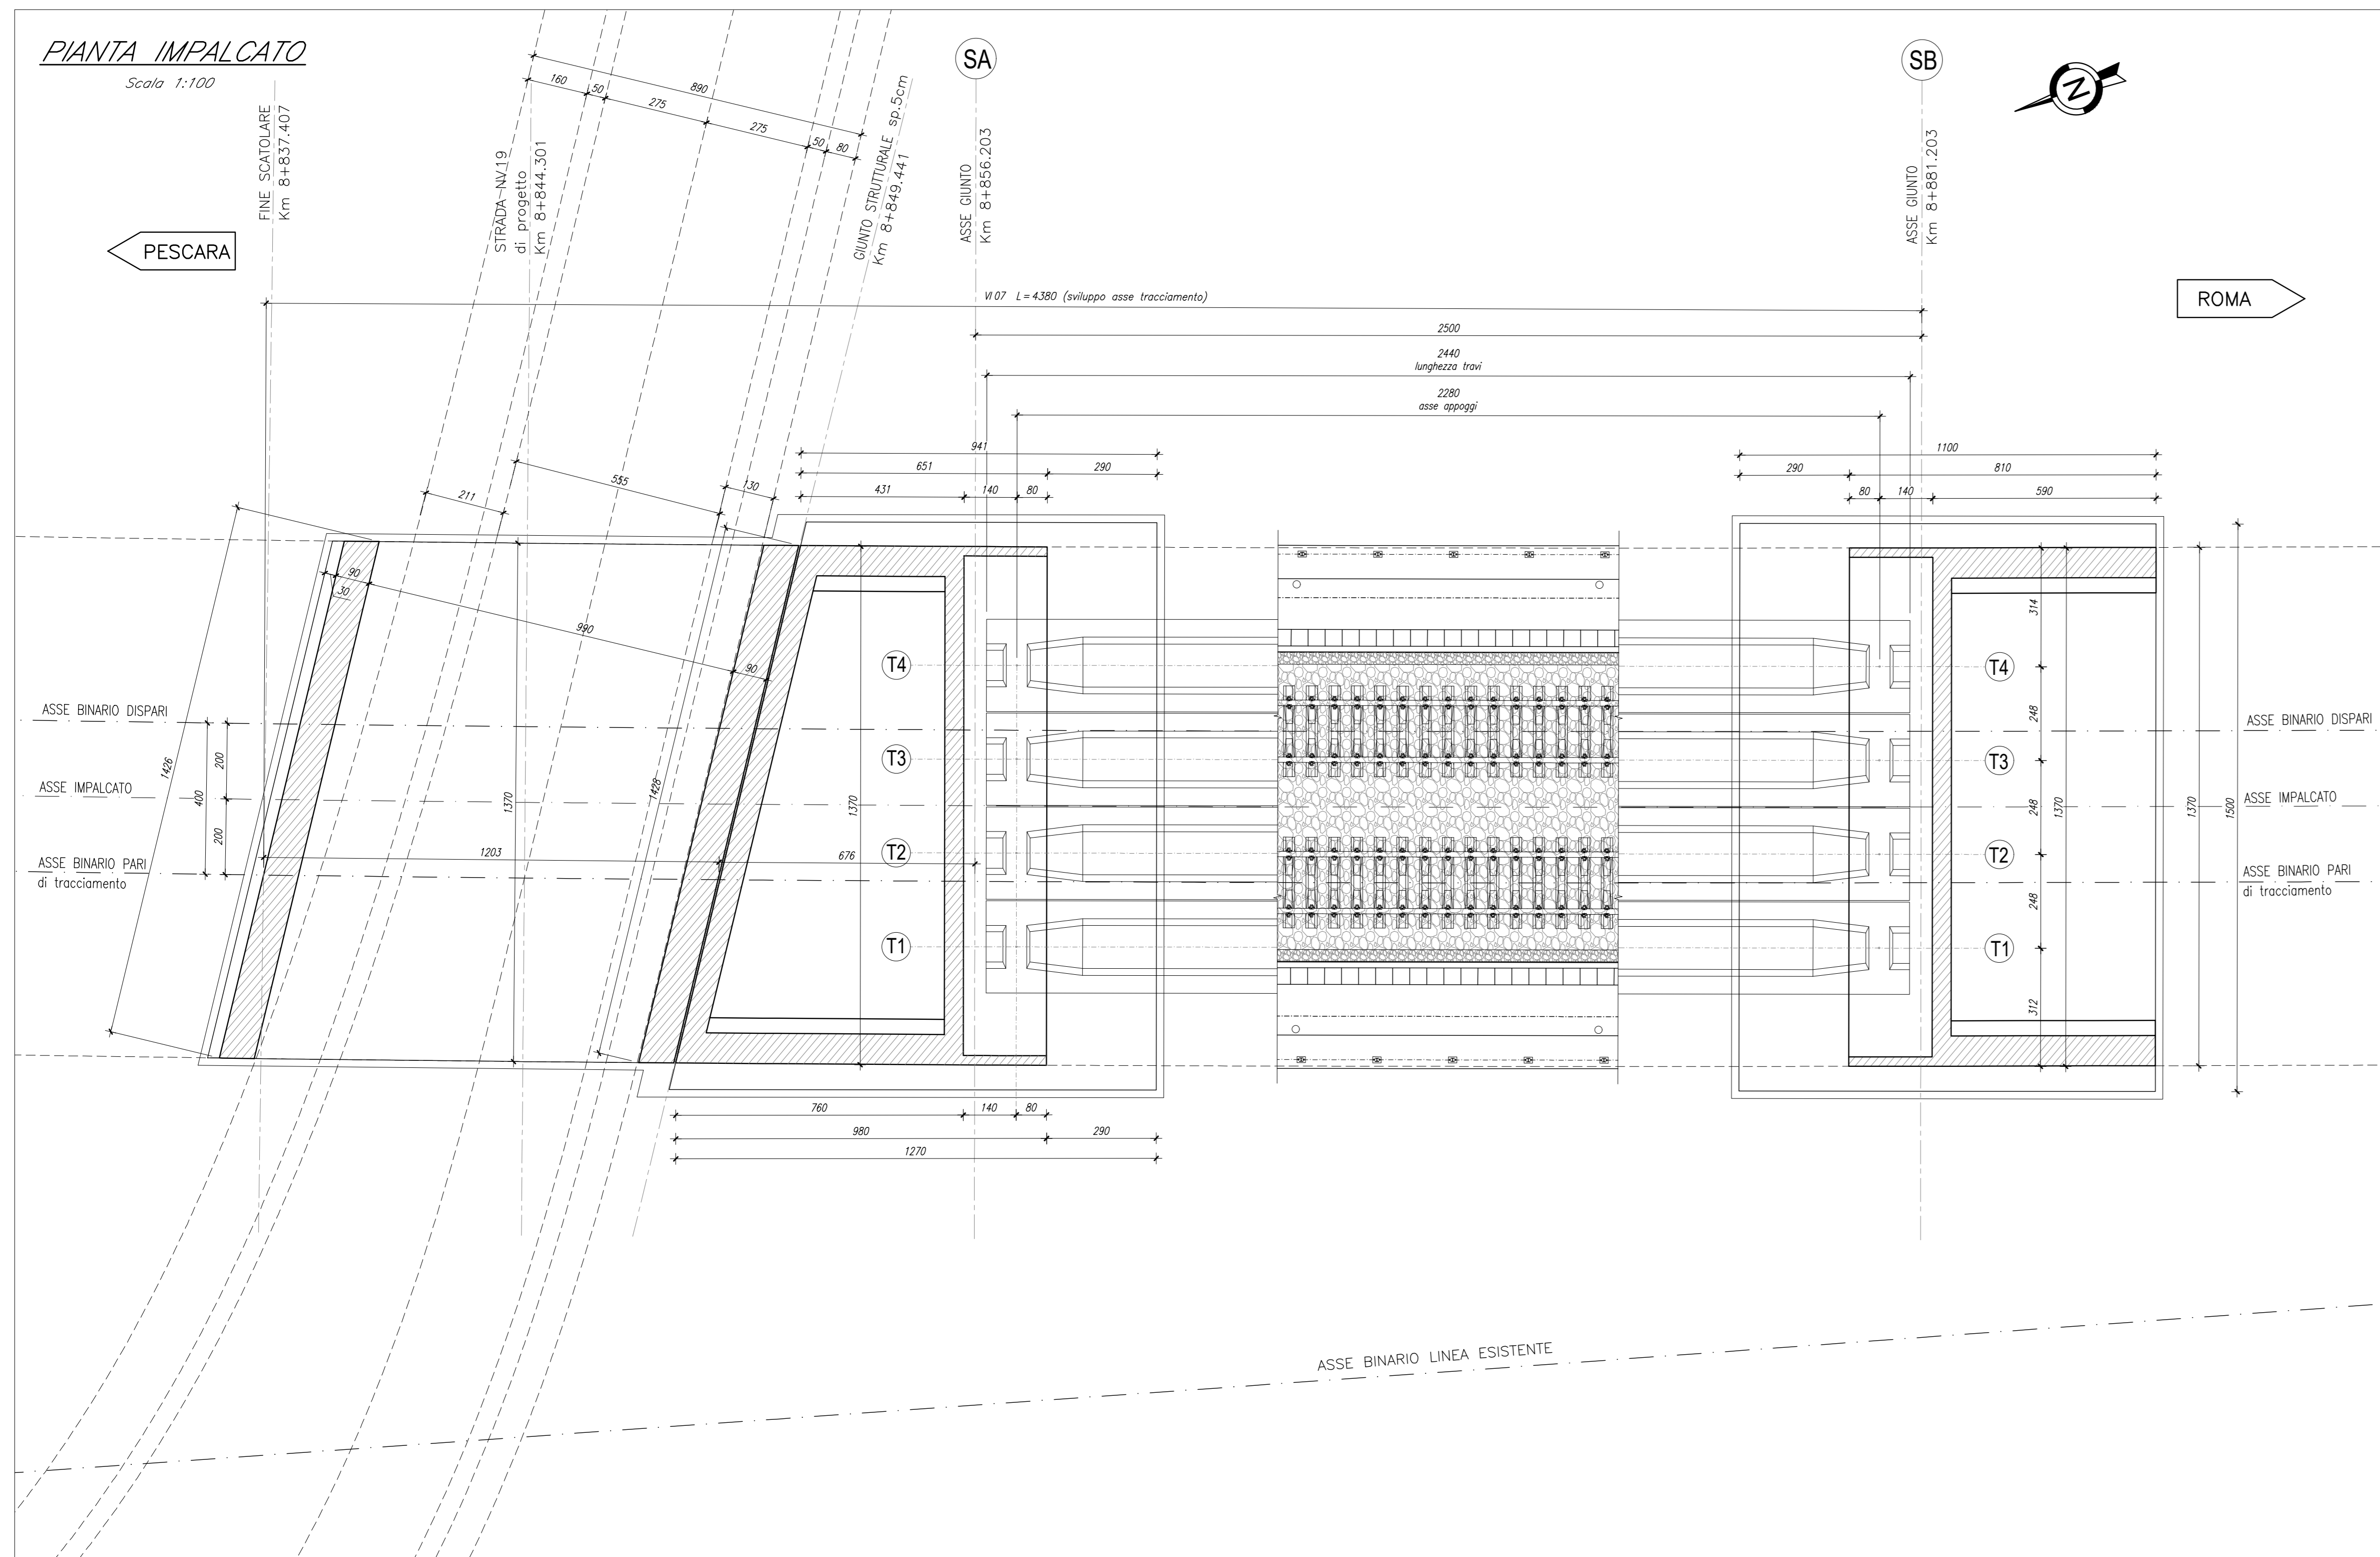 PIANTA IMPALCATO
Scala 1:100
FINE SCATOLARE
Km 8+837.407
STRADA NV19
di progetto
Km 8+844.301
GIUNTO STRUTTURALE sp.5cm
Km 8+849.441
SA
ASSE GIUNTO
Km 8+856.203
SB
ASSE GIUNTO
Km 8+881.203
N
PESCARA
ROMA
890
160
50
275
275
50
80
VI 07 L=4380 (sviluppo asse tracciamento)
2500
2440
lunghezza travi
2280
asse appoggi
941
651
290
431
140
80
1100
290
810
80
140
590
211
555
130
90
30
990
90
1426
1428
1370
1370
T4
T3
T2
T1
T4
T3
T2
T1
314
248
248
248
312
1370
1370
1500
ASSE BINARIO DISPARI
ASSE IMPALCATO
ASSE BINARIO PARI
di tracciamento
400
200
200
1203
676
ASSE BINARIO DISPARI
ASSE IMPALCATO
ASSE BINARIO PARI
di tracciamento
760
140
80
980
290
1270
ASSE BINARIO LINEA ESISTENTE